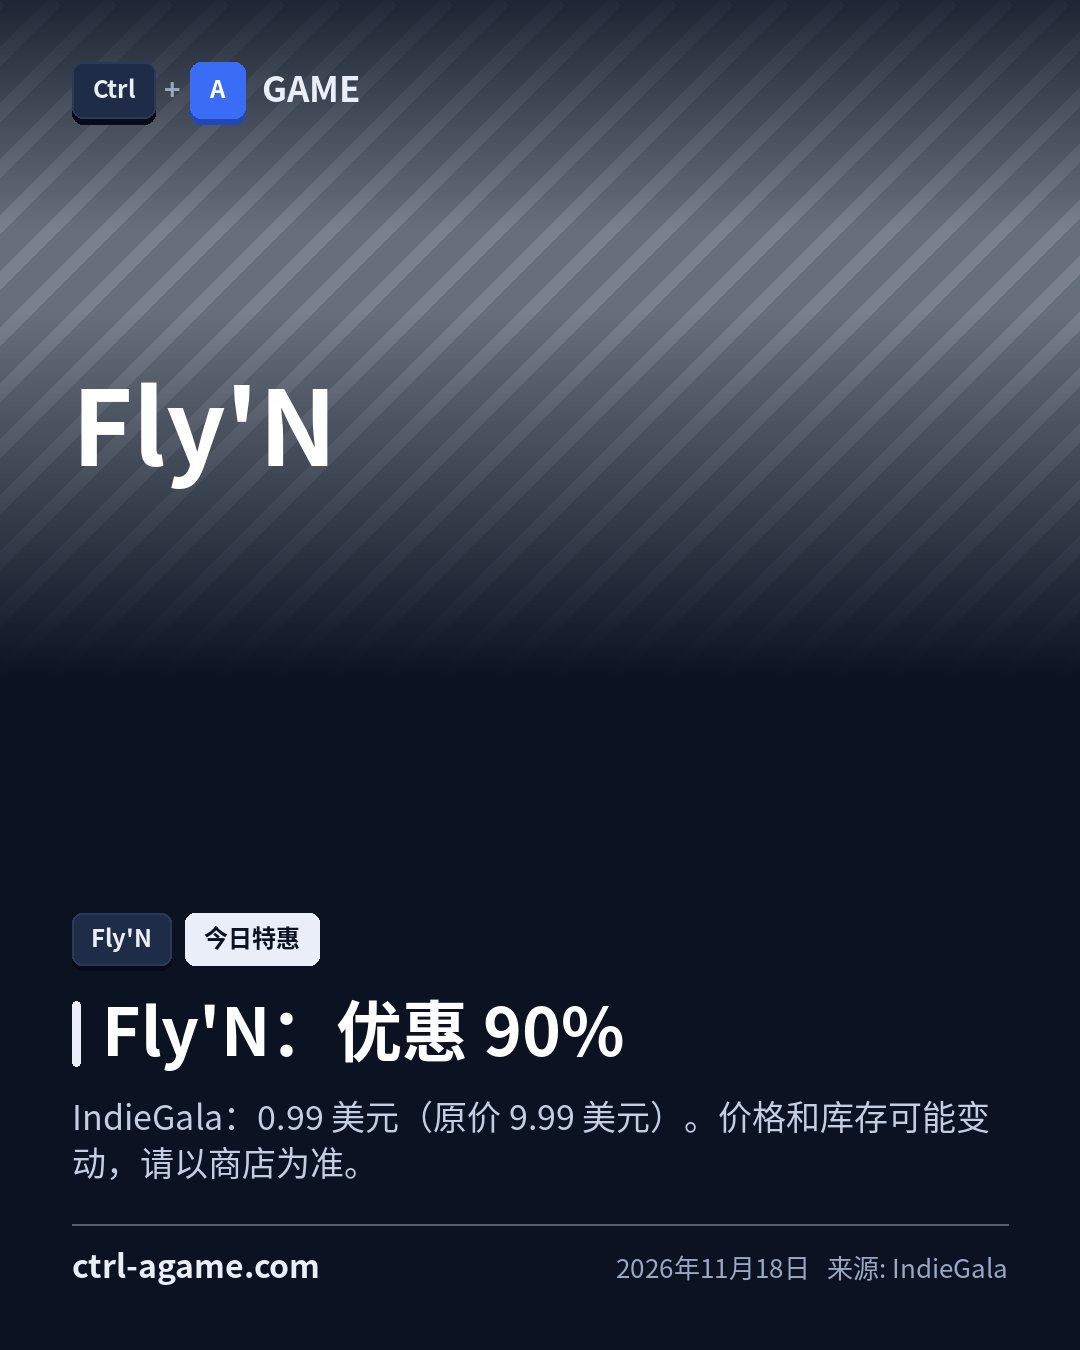 Ctrl + A GAME
Fly'N
Fly'N 今日特惠
Fly'N：优惠 90%
IndieGala：0.99 美元（原价 9.99 美元）。价格和库存可能变
动，请以商店为准。
ctrl-agame.com 2026年11月18日 来源: IndieGala